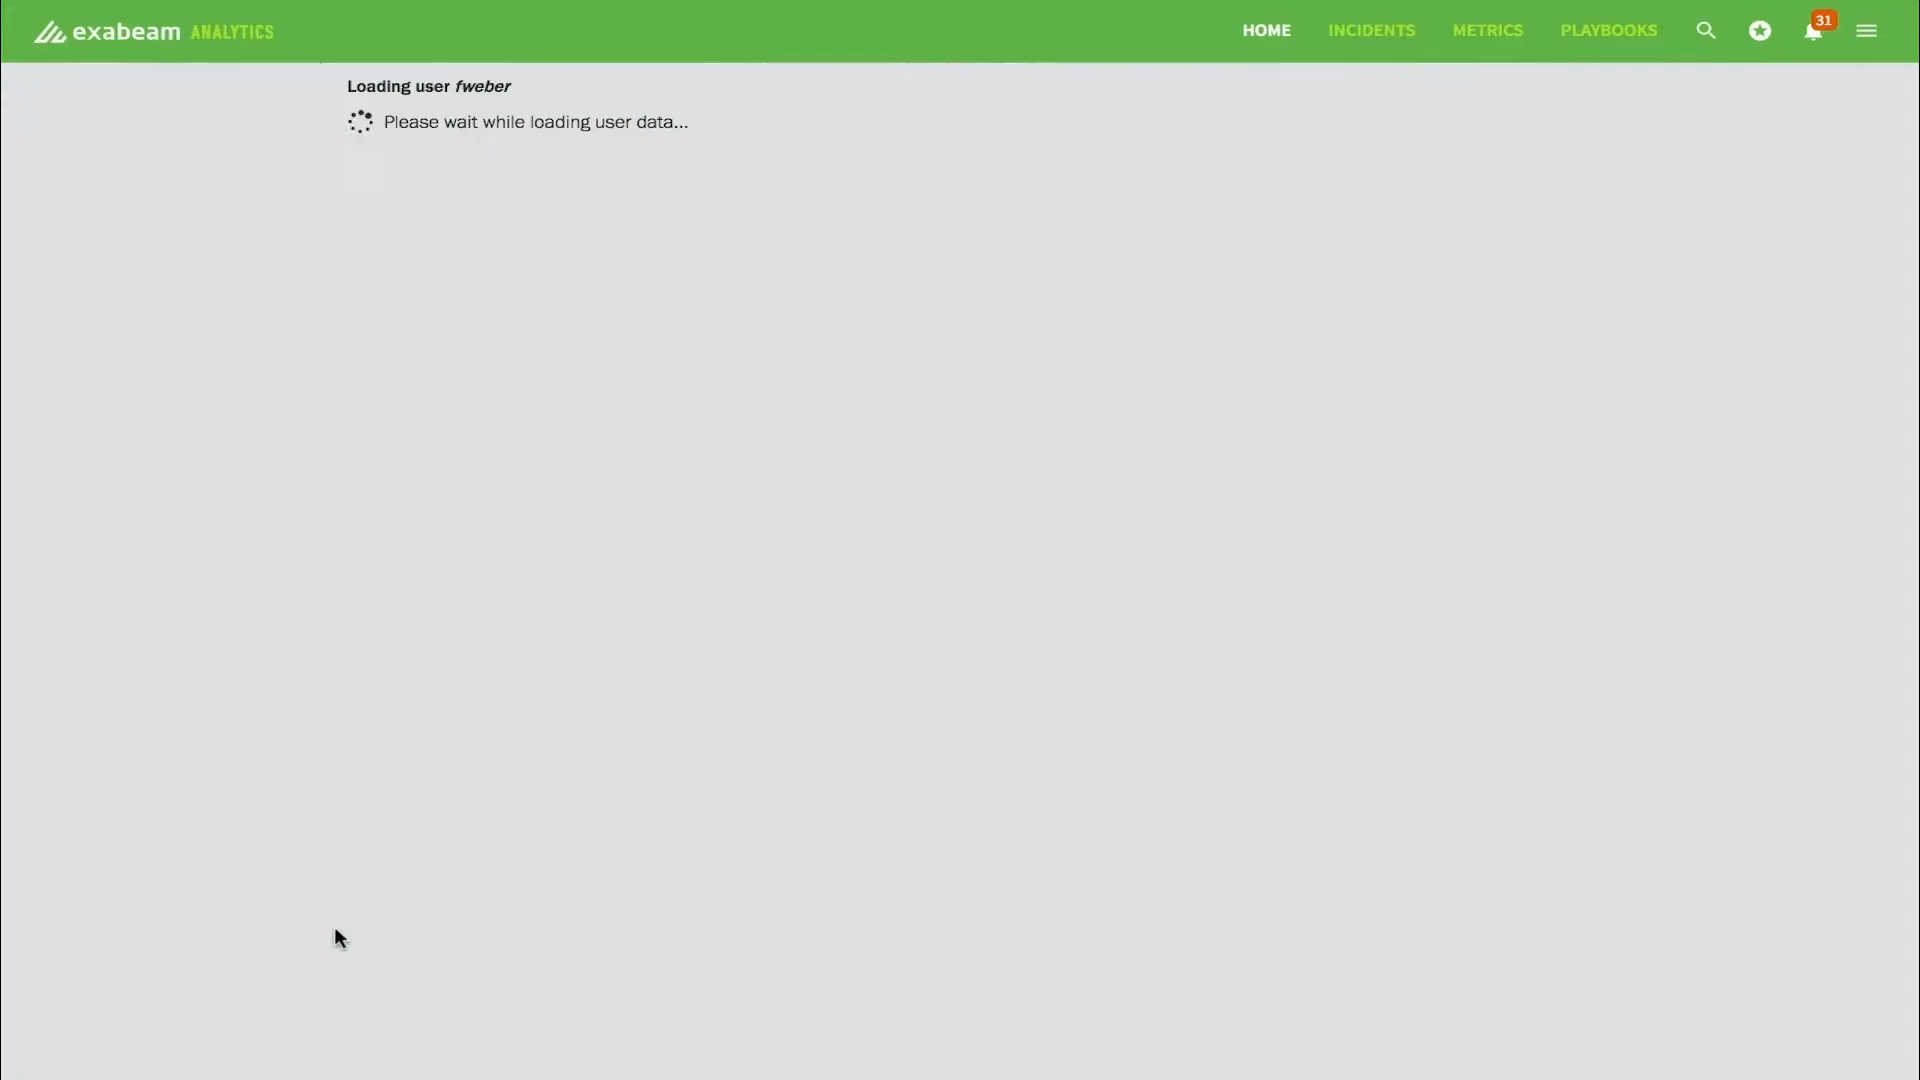 exabeam ANALYTICS
HOME INCIDENTS METRICS PLAYBOOKS 31
Loading user fweber
Please wait while loading user data...